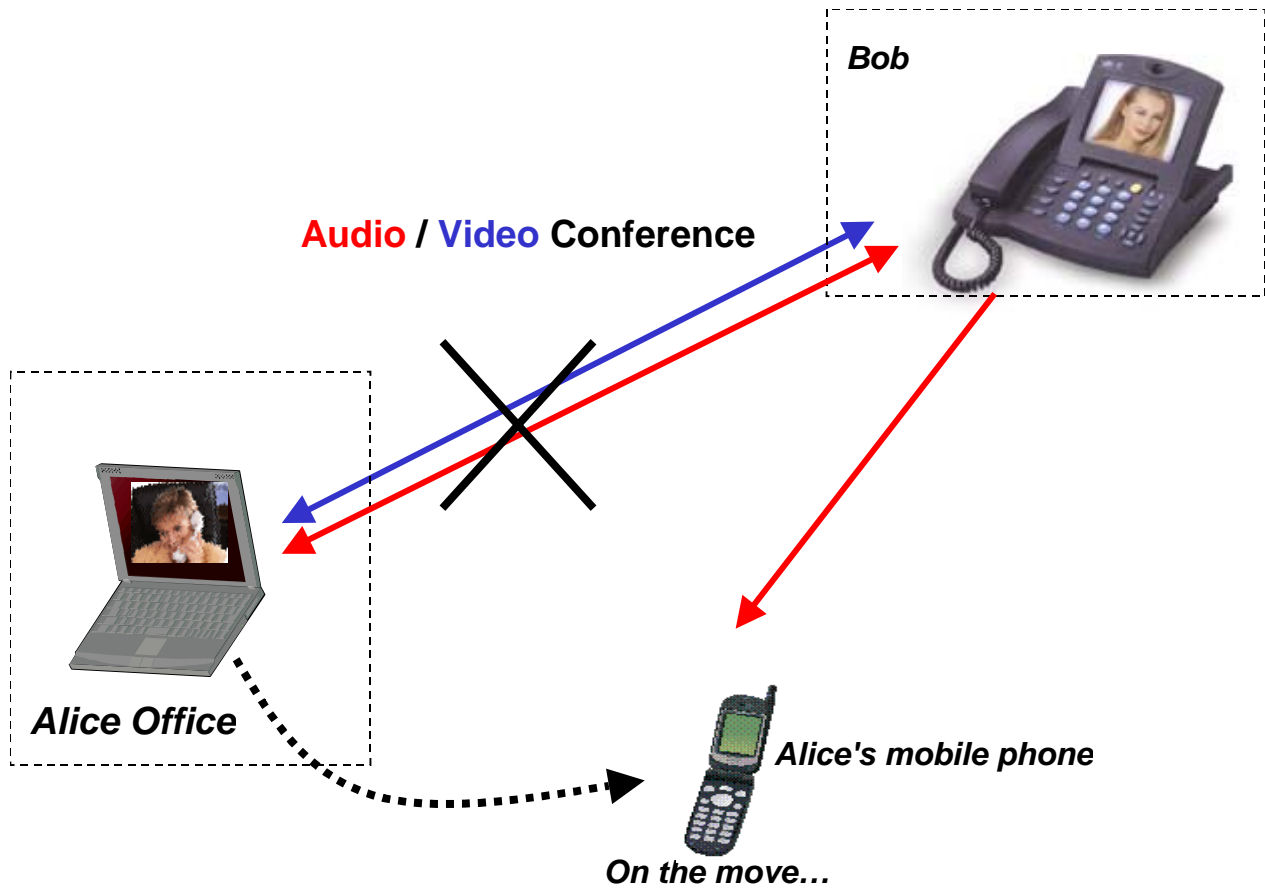 Bob
Audio / Video Conference
Alice Office
Alice's mobile phone
On the move…